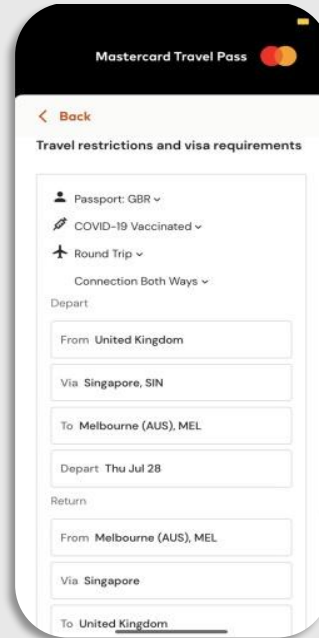 Mastercard Travel Pass
Back
Travel restrictions and visa requirements
Passport: GBR
COVID-19 Vaccinated
Round Trip
Connection Both Ways
Depart
From United Kingdom
Via Singapore, SIN
To Melbourne (AUS), MEL
Depart Thu Jul 28
Return
From Melbourne (AUS), MEL
Via Singapore
To United Kingdom